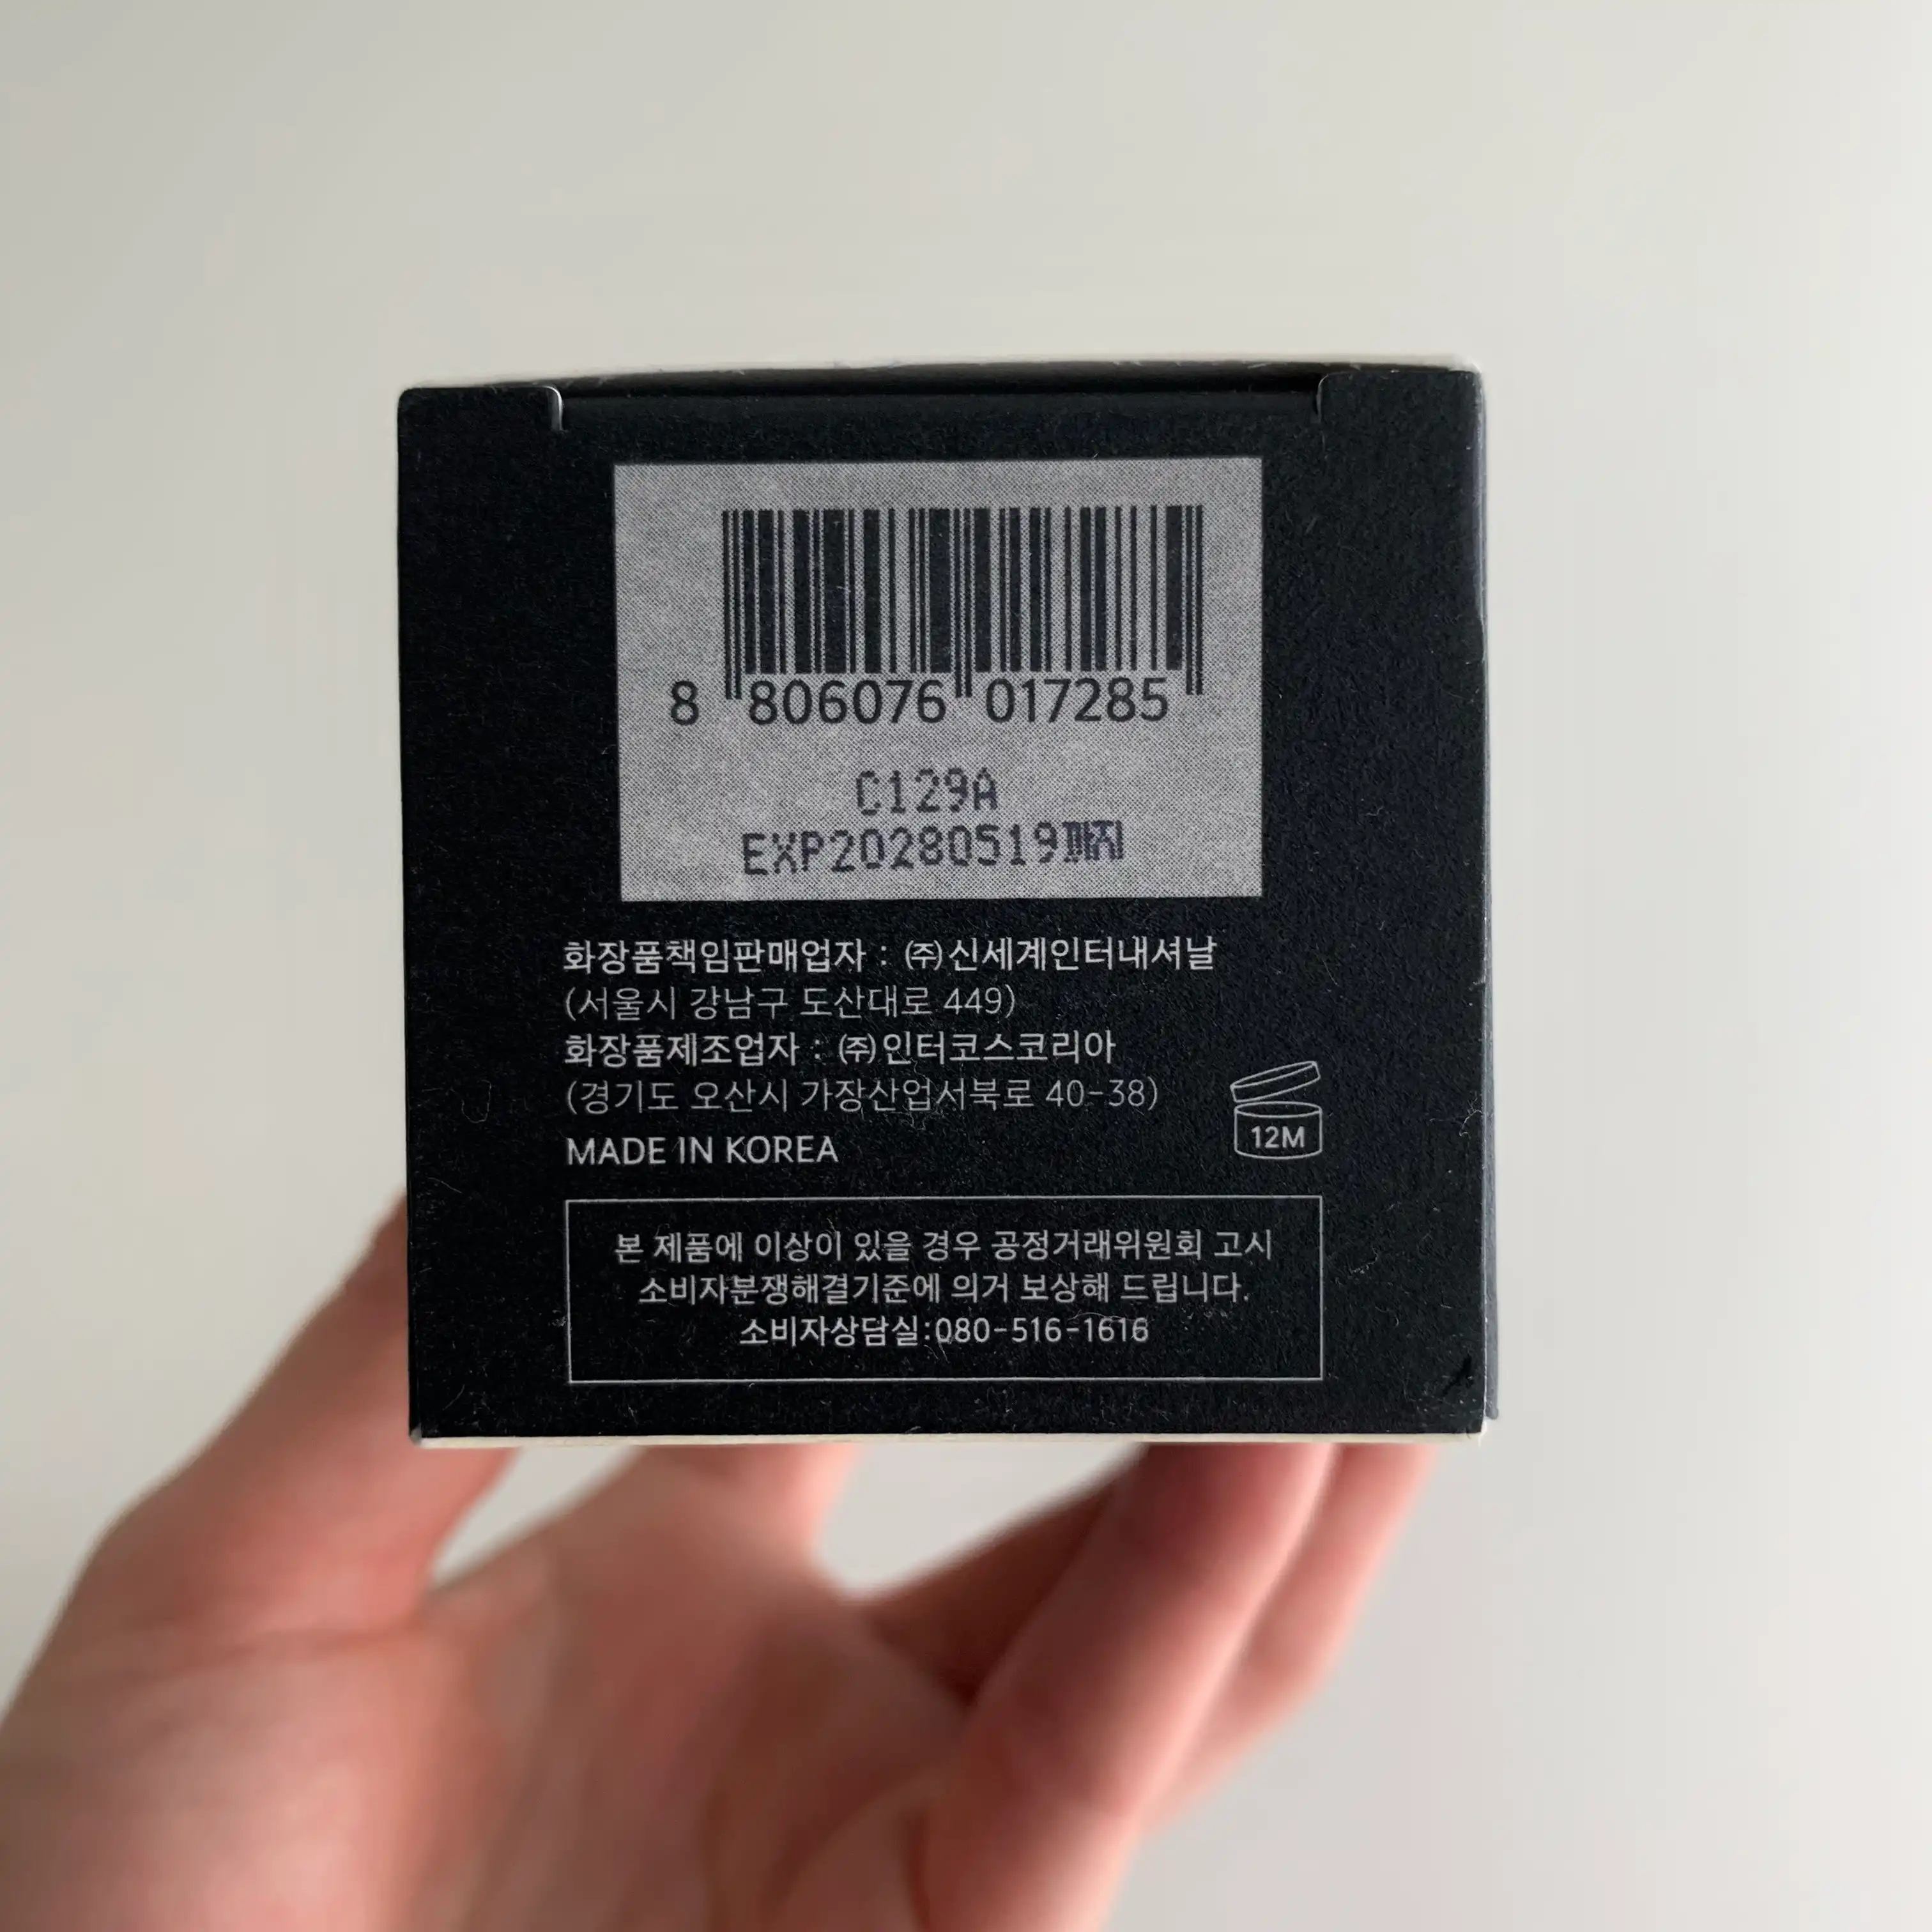 8 806076 017285
C129A
EXP20280519까지
화장품책임판매업자 : ㈜신세계인터내셔날
(서울시 강남구 도산대로 449)
화장품제조업자 : ㈜인터코스코리아
(경기도 오산시 가장산업서북로 40-38)
12M
MADE IN KOREA
본 제품에 이상이 있을 경우 공정거래위원회 고시
소비자분쟁해결기준에 의거 보상해 드립니다.
소비자상담실:080-516-1616